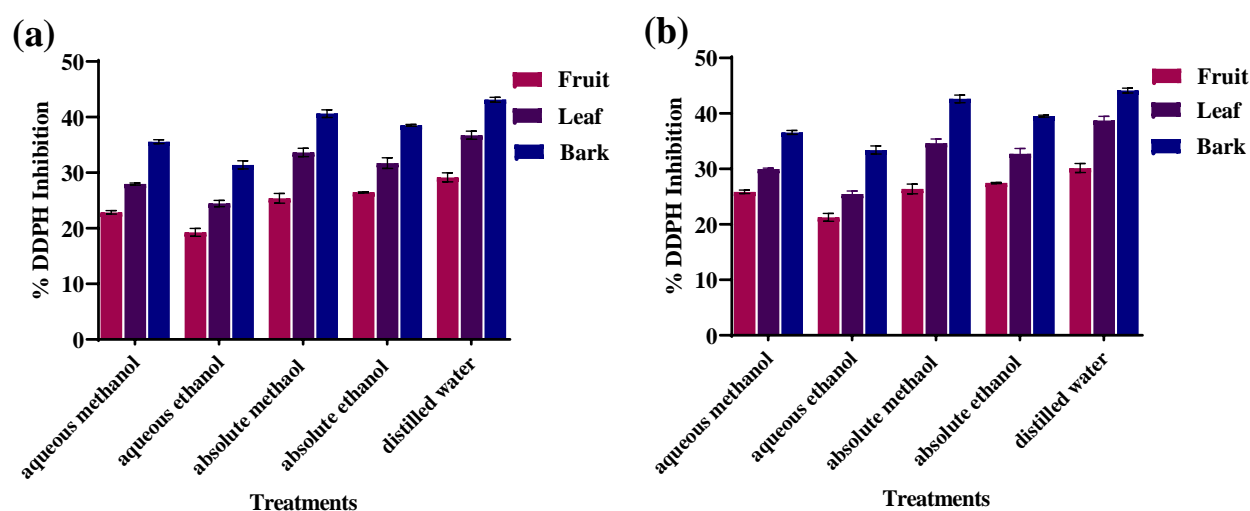 (a)
50
40
30
20
10
0
% DDPH Inhibition
Fruit
Leaf
Bark
aqueous methanol
aqueous ethanol
absolute methaol
absolute ethanol
distilled water
Treatments
(b)
50
40
30
20
10
0
% DDPH Inhibition
Fruit
Leaf
Bark
aqueous methanol
aqueous ethanol
absolute methaol
absolute ethanol
distilled water
Treatments